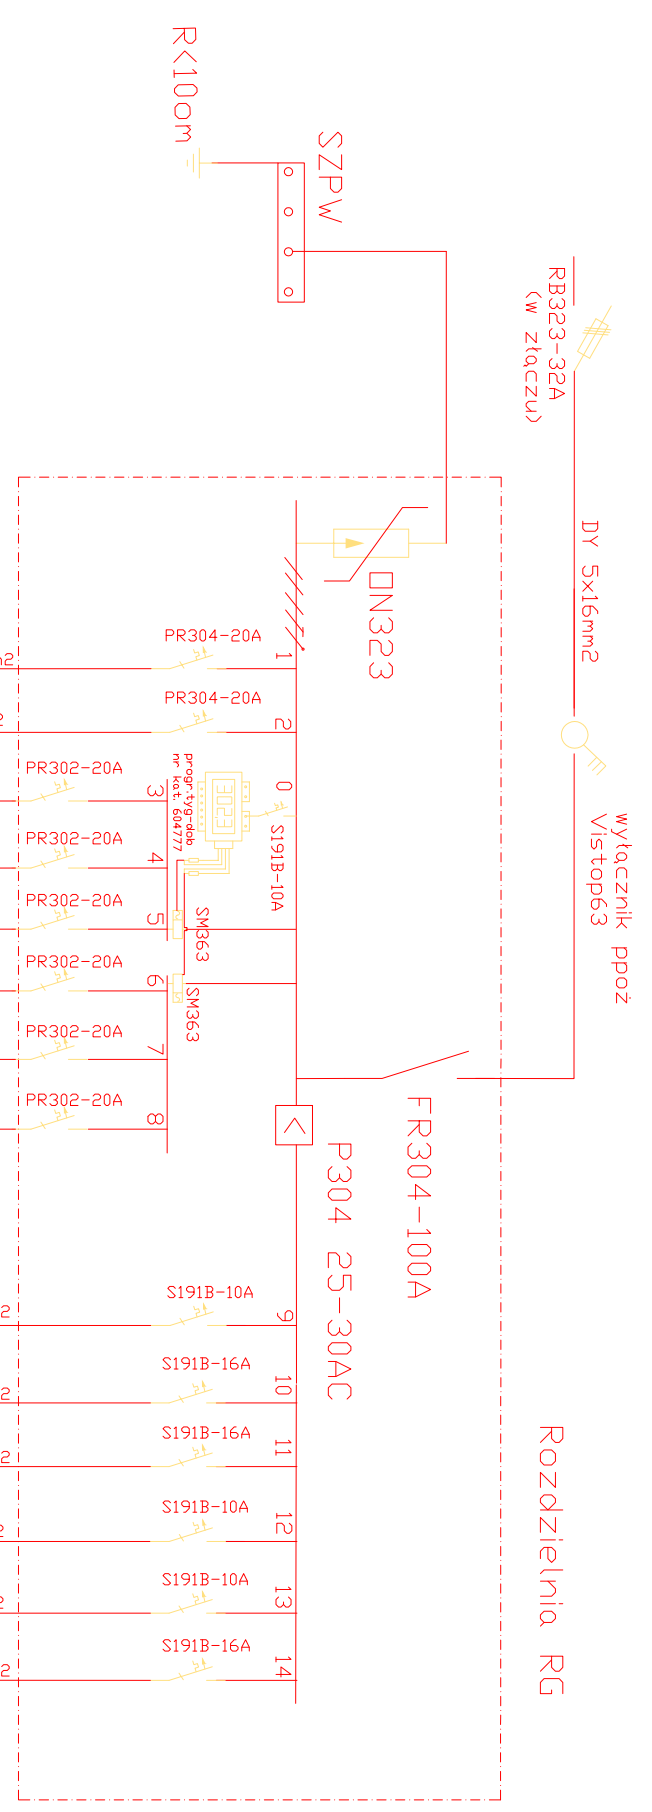 R<10om
SZPW
RB323-32A
(w złączu)
DY 5x16mm2
wyłącznik ppoż
Vistop63
ON323
PR304-20A
1
PR304-20A
2
0
S191B-10A
progr.tyg-dob
nr kat. 604777
PR302-20A
3
PR302-20A
4
PR302-20A
5
SM363
PR302-20A
6
SM363
PR302-20A
7
PR302-20A
8
FR304-100A
P304 25-30AC
S191B-10A
9
S191B-16A
10
S191B-16A
11
S191B-10A
12
S191B-10A
13
S191B-16A
14
Rozdzielnia RG